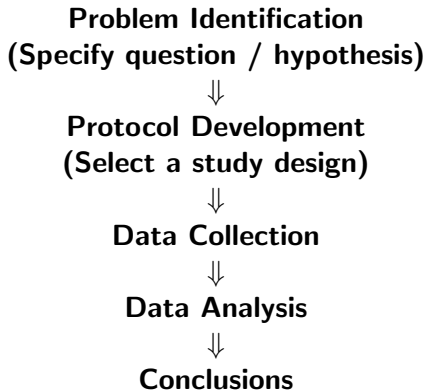 Problem Identification
(Specify question / hypothesis)
⇓
Protocol Development
(Select a study design)
⇓
Data Collection
⇓
Data Analysis
⇓
Conclusions